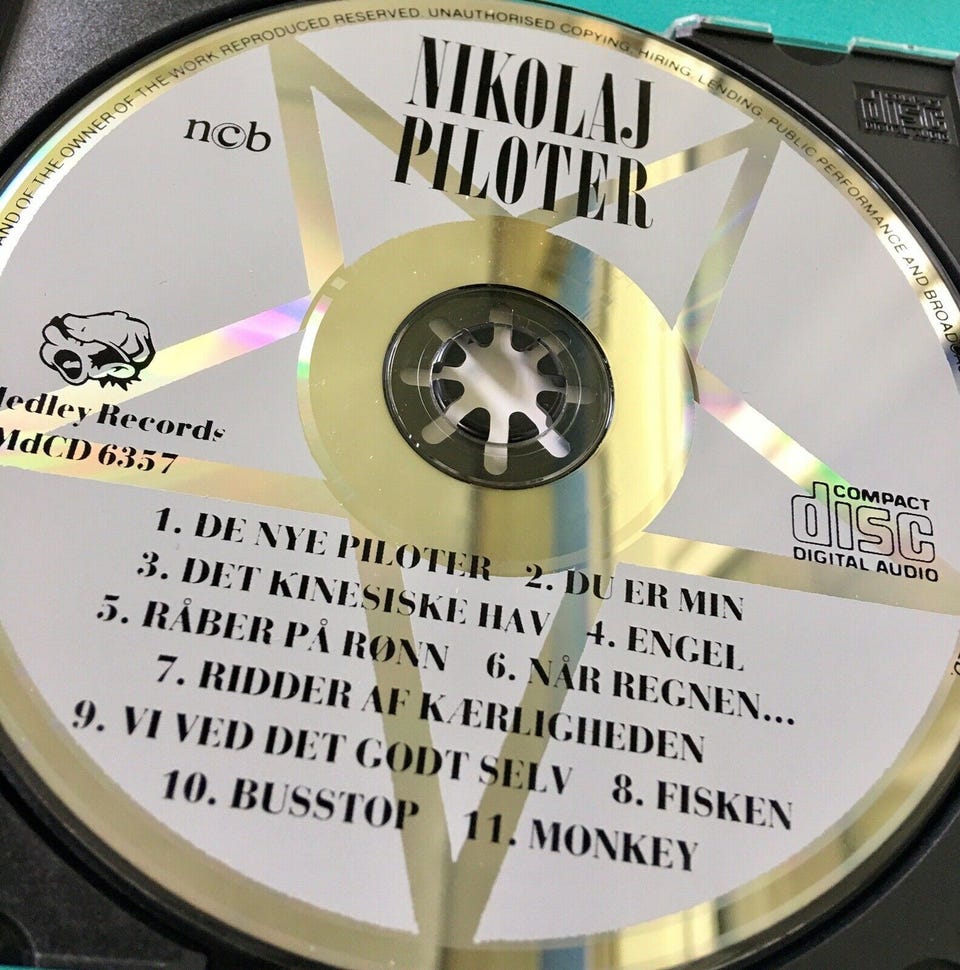 AND OF THE OWNER OF THE WORK REPRODUCED RESERVED. UNAUTHORISED COPYING, HIRING, LENDING, PUBLIC PERFORMANCE AND
NIKOLAJ
PILOTER
ncb
disc
Records
MdCD 6357
COMPACT
disc
DIGITAL AUDIO
1. DE NYE PILOTER 2. DU ER MIN
3. DET KINESISKE HAV 4. ENGEL
5. RÅBER PÅ RØNN 6. NÅR REGNEN...
7. RIDDER AF KÆRLIGHEDEN
9. VI VED DET GODT SELV 8. FISKEN
10. BUSSTOP 11. MONKEY